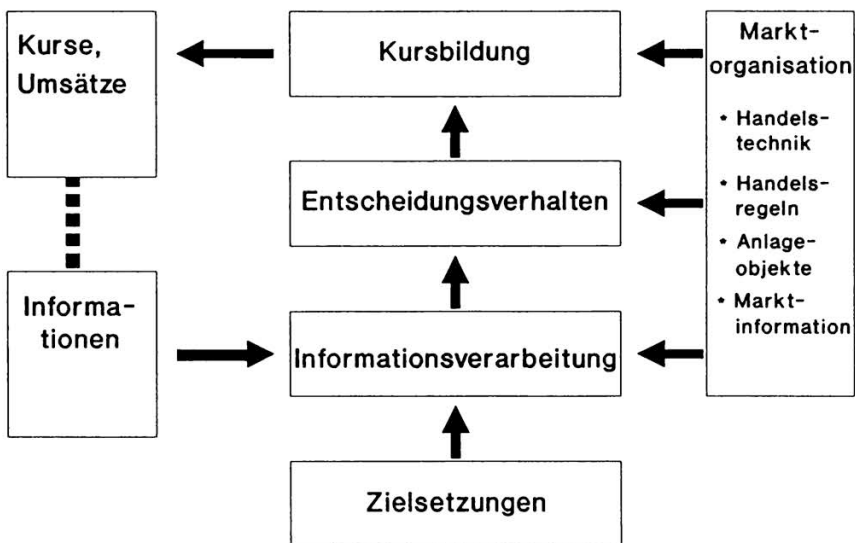 Kurse,
Umsätze
Kursbildung
Markt-
organisation
* Handels-
technik
* Handels-
regeln
* Anlage-
objekte
* Markt-
information
Entscheidungsverhalten
Informa-
tionen
Informationsverarbeitung
Zielsetzungen